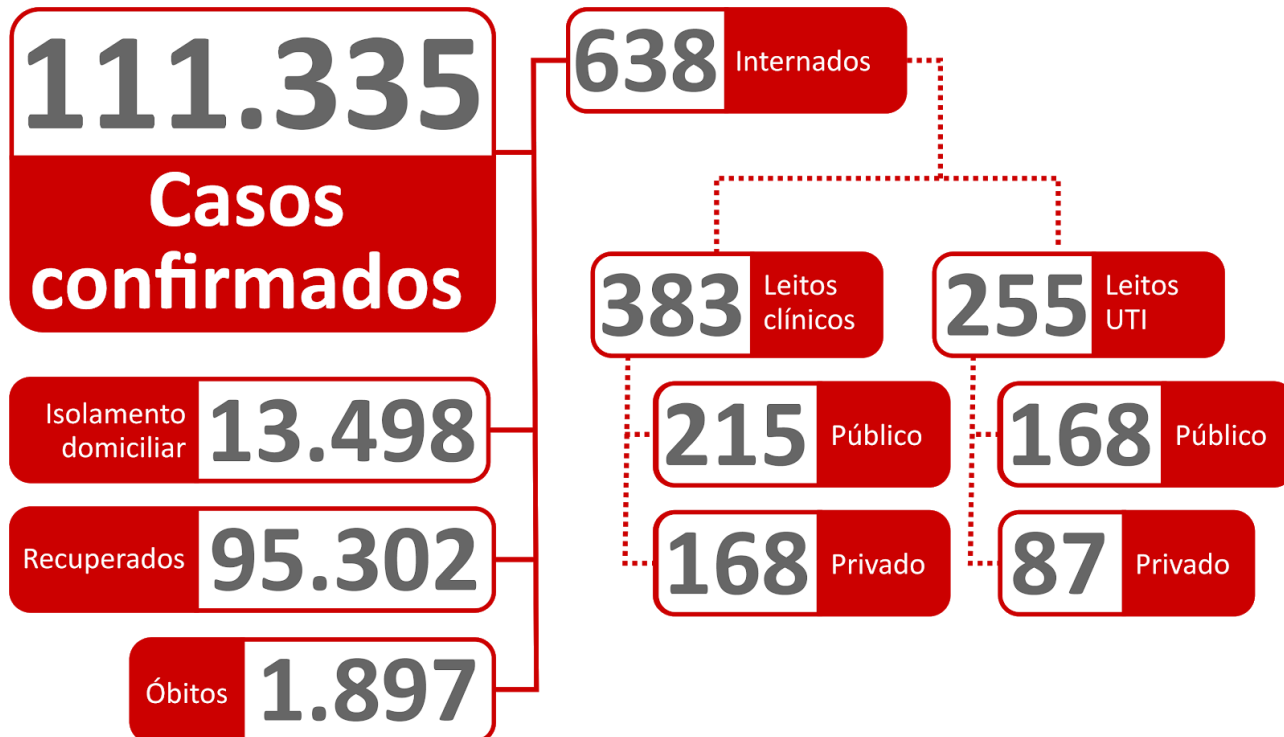 111.335
Casos
confirmados
Isolamento
domiciliar
13.498
Recuperados
95.302
Óbitos
1.897
638
Internados
383
Leitos
clínicos
215
Público
168
Privado
255
Leitos
UTI
168
Público
87
Privado